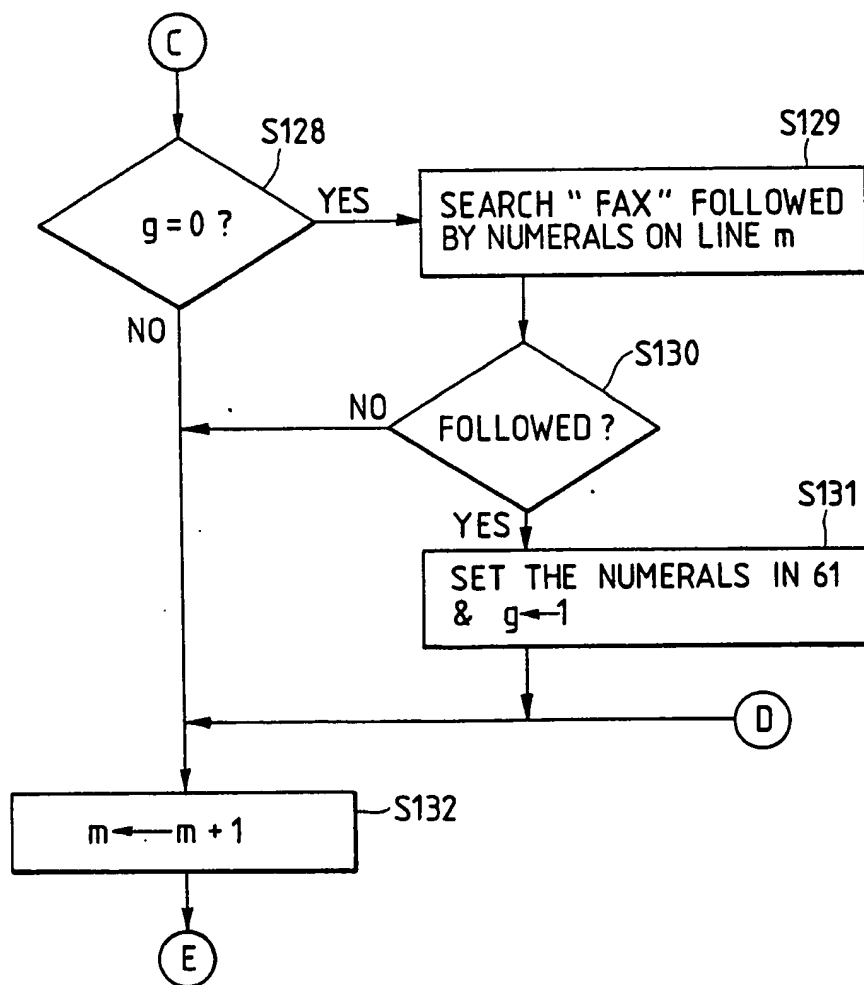 C
S128
g = 0 ?
YES
NO
S129
SEARCH " FAX" FOLLOWED
BY NUMERALS ON LINE m
S130
FOLLOWED ?
NO
YES
S131
SET THE NUMERALS IN 61
& g←1
D
S132
m←m + 1
E